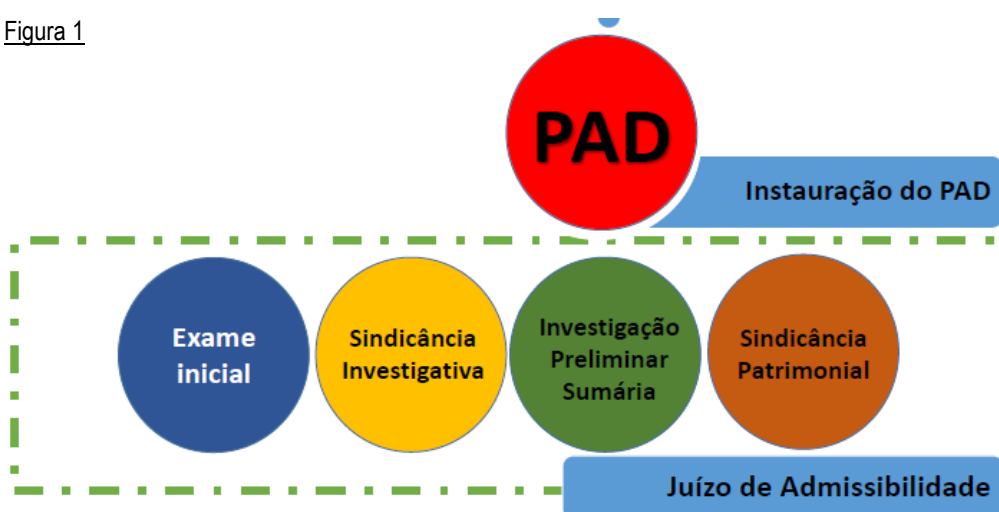 Figura 1
PAD
Instauração do PAD
Exame
inicial
Sindicância
Investigativa
Investigação
Preliminar
Sumária
Sindicância
Patrimonial
Juízo de Admissibilidade